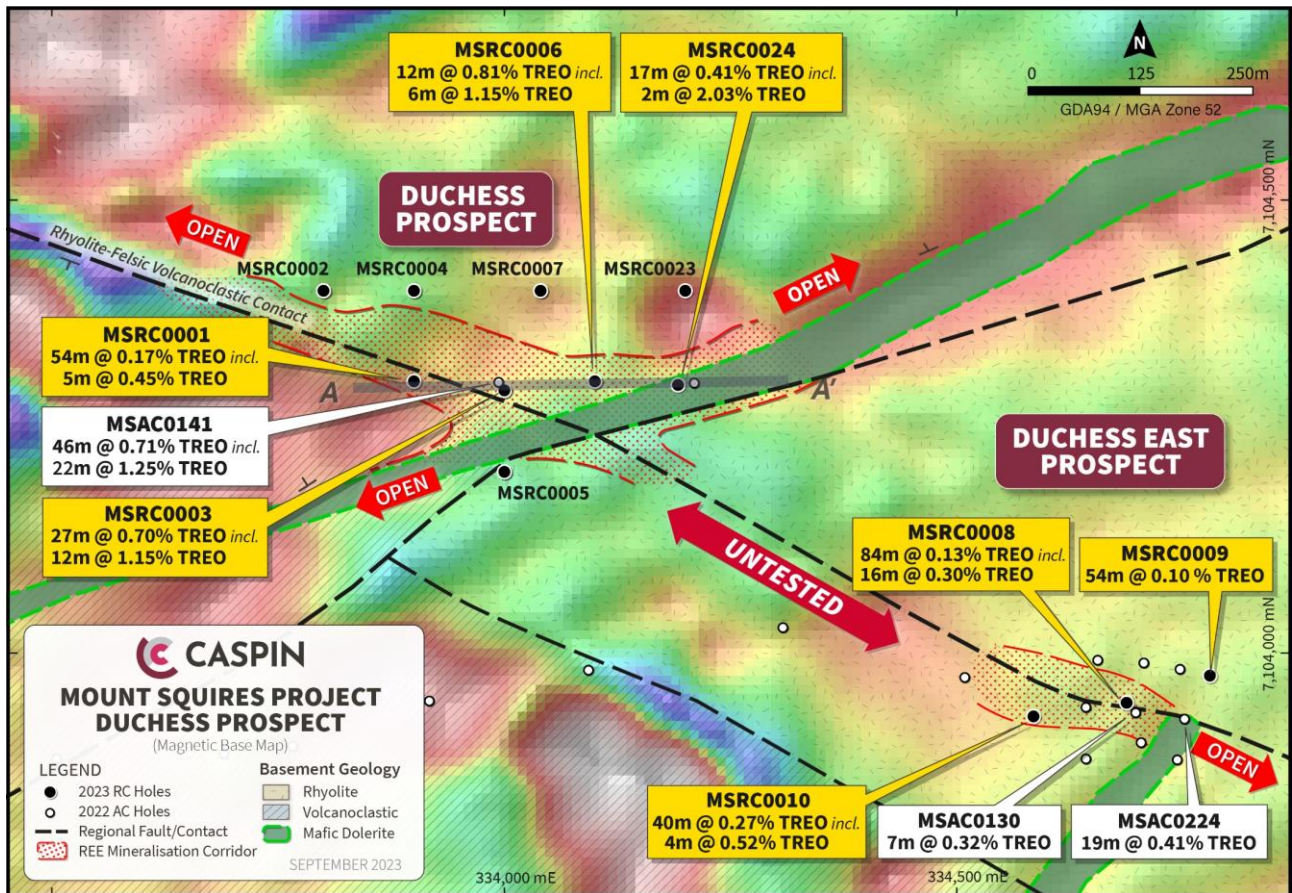 MSRC0006
12m @ 0.81% TREO incl.
6m @ 1.15% TREO
MSRC0024
17m @ 0.41% TREO incl.
2m @ 2.03% TREO
N
0 125 250m
GDA94 / MGA Zone 52
7,104,500 mN
DUCHESS
PROSPECT
OPEN
Rhyolite-Felsic Volcanoclastic Contact
MSRC0002
MSRC0004
MSRC0007
MSRC0023
OPEN
MSRC0001
54m @ 0.17% TREO incl.
5m @ 0.45% TREO
A
A'
MSAC0141
46m @ 0.71% TREO incl.
22m @ 1.25% TREO
DUCHESS EAST
PROSPECT
OPEN
MSRC0005
MSRC0003
27m @ 0.70% TREO incl.
12m @ 1.15% TREO
UNTESTED
MSRC0008
84m @ 0.13% TREO incl.
16m @ 0.30% TREO
MSRC0009
54m @ 0.10 % TREO
7,104,000 mN
OPEN
MSRC0010
40m @ 0.27% TREO incl.
4m @ 0.52% TREO
MSAC0130
7m @ 0.32% TREO
MSAC0224
19m @ 0.41% TREO
CASPIN
MOUNT SQUIRES PROJECT
DUCHESS PROSPECT
(Magnetic Base Map)
LEGEND
2023 RC Holes
2022 AC Holes
Regional Fault/Contact
REE Mineralisation Corridor
Basement Geology
Rhyolite
Volcanoclastic
Mafic Dolerite
SEPTEMBER 2023
334,000 mE
334,500 mE